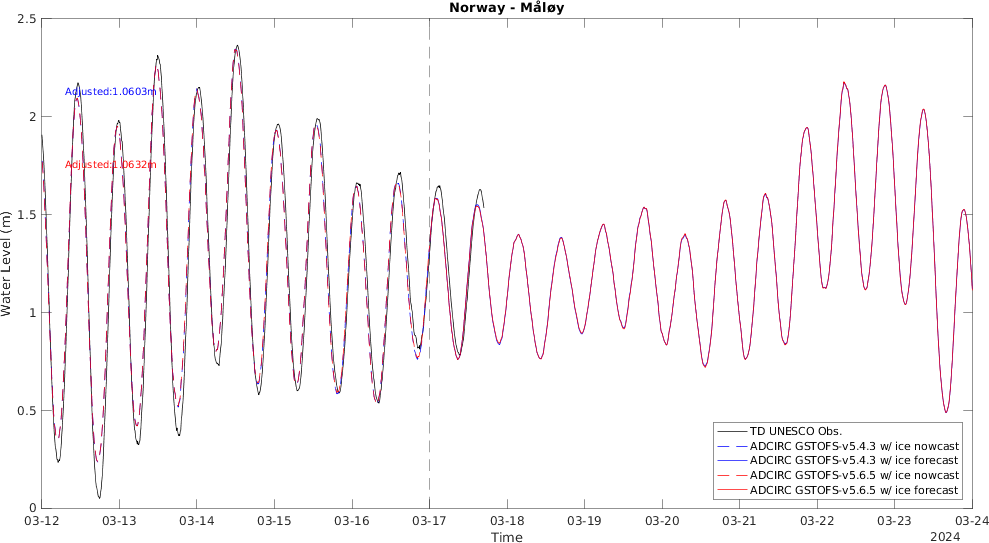 Norway - Måløy
2.5
2
1.5
1
0.5
0
Water Level (m)
Adjusted:1.0603m
Adjusted:1.0632m
TD UNESCO Obs.
ADCIRC GSTOFS-v5.4.3 w/ ice nowcast
ADCIRC GSTOFS-v5.4.3 w/ ice forecast
ADCIRC GSTOFS-v5.6.5 w/ ice nowcast
ADCIRC GSTOFS-v5.6.5 w/ ice forecast
03-12 03-13 03-14 03-15 03-16 03-17 03-18 03-19 03-20 03-21 03-22 03-23 03-24
Time
2024